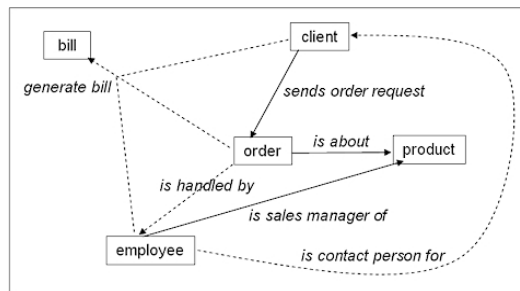 client
bill
generate bill
sends order request
order
is about
product
is handled by
is sales manager of
employee
is contact person for